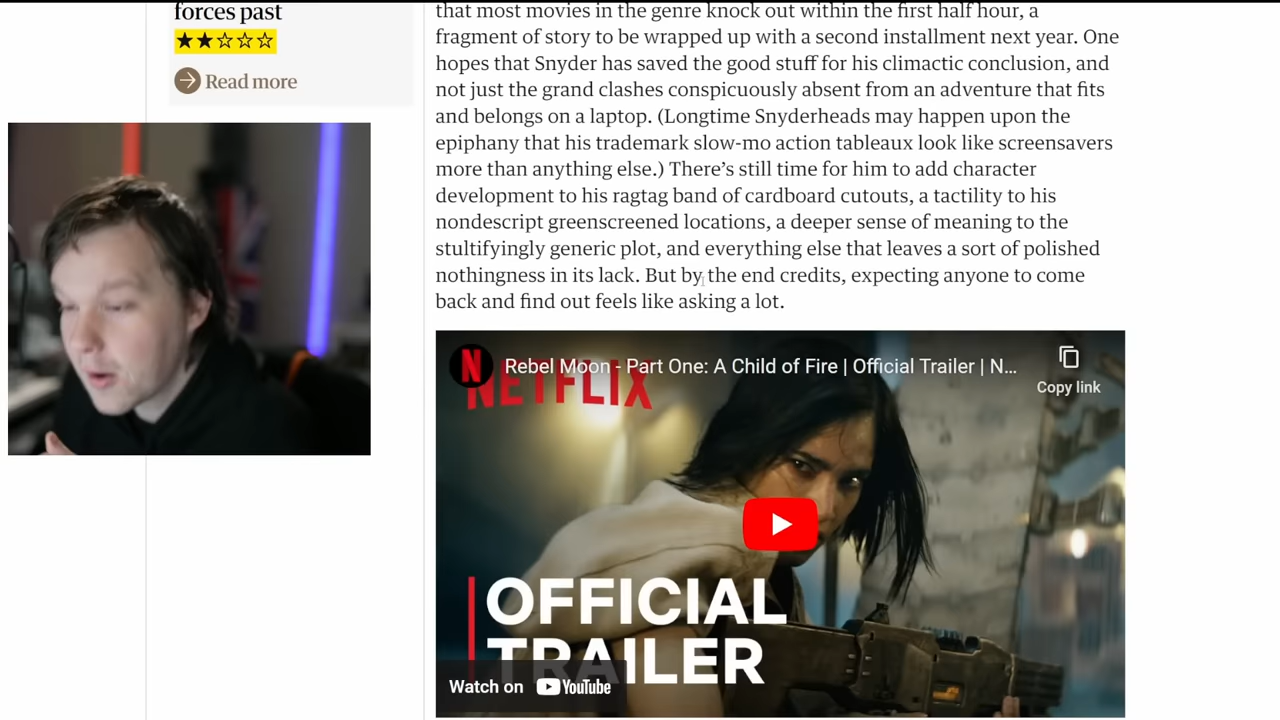 forces past
Read more
that most movies in the genre knock out within the first half hour, a
fragment of story to be wrapped up with a second installment next year. One
hopes that Snyder has saved the good stuff for his climactic conclusion, and
not just the grand clashes conspicuously absent from an adventure that fits
and belongs on a laptop. (Longtime Snyderheads may happen upon the
epiphany that his trademark slow-mo action tableaux look like screensavers
more than anything else.) There’s still time for him to add character
development to his ragtag band of cardboard cutouts, a tactility to his
nondescript greenscreened locations, a deeper sense of meaning to the
stultifyingly generic plot, and everything else that leaves a sort of polished
nothingness in its lack. But by the end credits, expecting anyone to come
back and find out feels like asking a lot.
N
Rebel Moon - Part One: A Child of Fire | Official Trailer | N...
Copy link
NETFLIX
OFFICIAL
TRAILER
Watch on YouTube